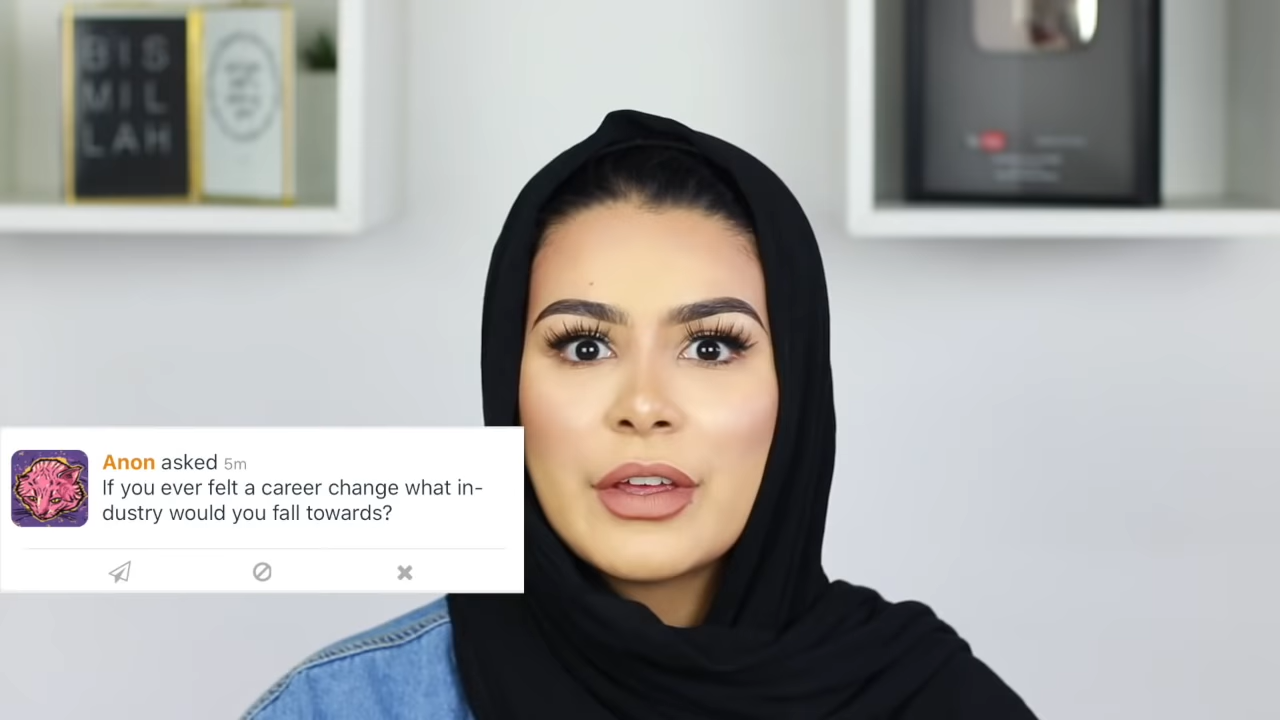 BIS
MIL
LAH
Anon asked 5m
If you ever felt a career change what in-
dustry would you fall towards?